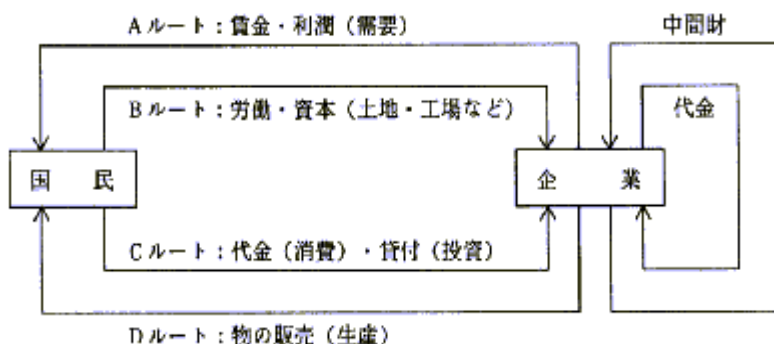 Aルート：賃金・利潤（需要）
中間財
Bルート：労働・資本（土地・工場など）
代金
国　民
企　業
Cルート：代金（消費）・貸付（投資）
Dルート：物の販売（生産）